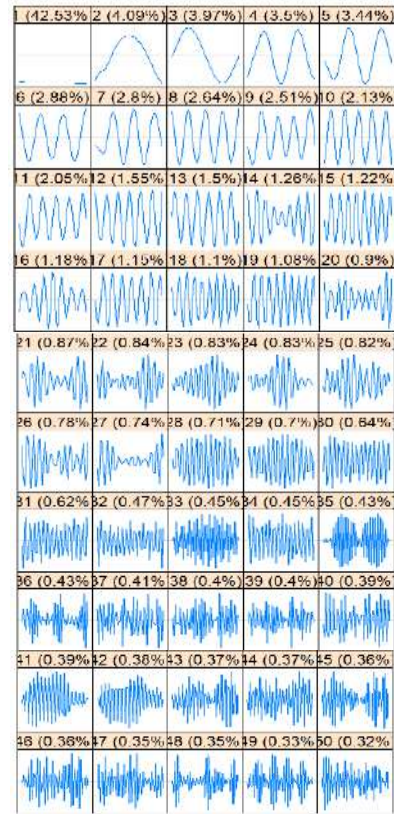 1 (42.53%) 2 (4.09%) 3 (3.97%) 4 (3.5%) 5 (3.44%)
6 (2.88%) 7 (2.8%) 8 (2.64%) 9 (2.51%) 10 (2.13%)
11 (2.05%) 12 (1.55%) 13 (1.5%) 14 (1.26%) 15 (1.22%)
16 (1.18%) 17 (1.15%) 18 (1.1%) 19 (1.08%) 20 (0.9%)
21 (0.87%) 22 (0.84%) 23 (0.83%) 24 (0.83%) 25 (0.82%)
26 (0.78%) 27 (0.74%) 28 (0.71%) 29 (0.7%) 30 (0.64%)
31 (0.62%) 32 (0.47%) 33 (0.45%) 34 (0.45%) 35 (0.43%)
36 (0.43%) 37 (0.41%) 38 (0.4%) 39 (0.4%) 40 (0.39%)
41 (0.39%) 42 (0.38%) 43 (0.37%) 44 (0.37%) 45 (0.36%)
46 (0.36%) 47 (0.35%) 48 (0.35%) 49 (0.33%) 50 (0.32%)